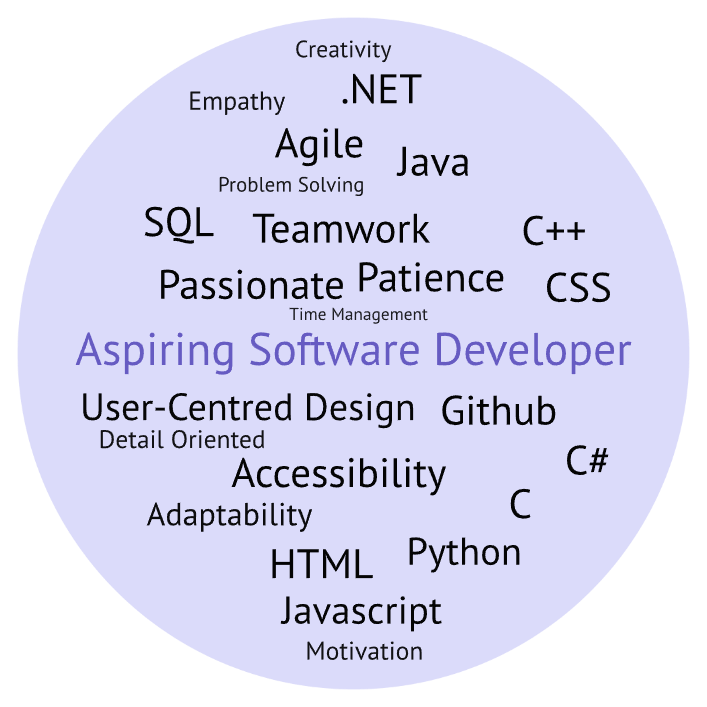 Creativity
.NET
Empathy
Agile
Java
Problem Solving
SQL
Teamwork
C++
Passionate
Patience
CSS
Time Management
Aspiring Software Developer
User-Centred Design
Github
Detail Oriented
Accessibility
C#
C
Adaptability
HTML
Python
Javascript
Motivation